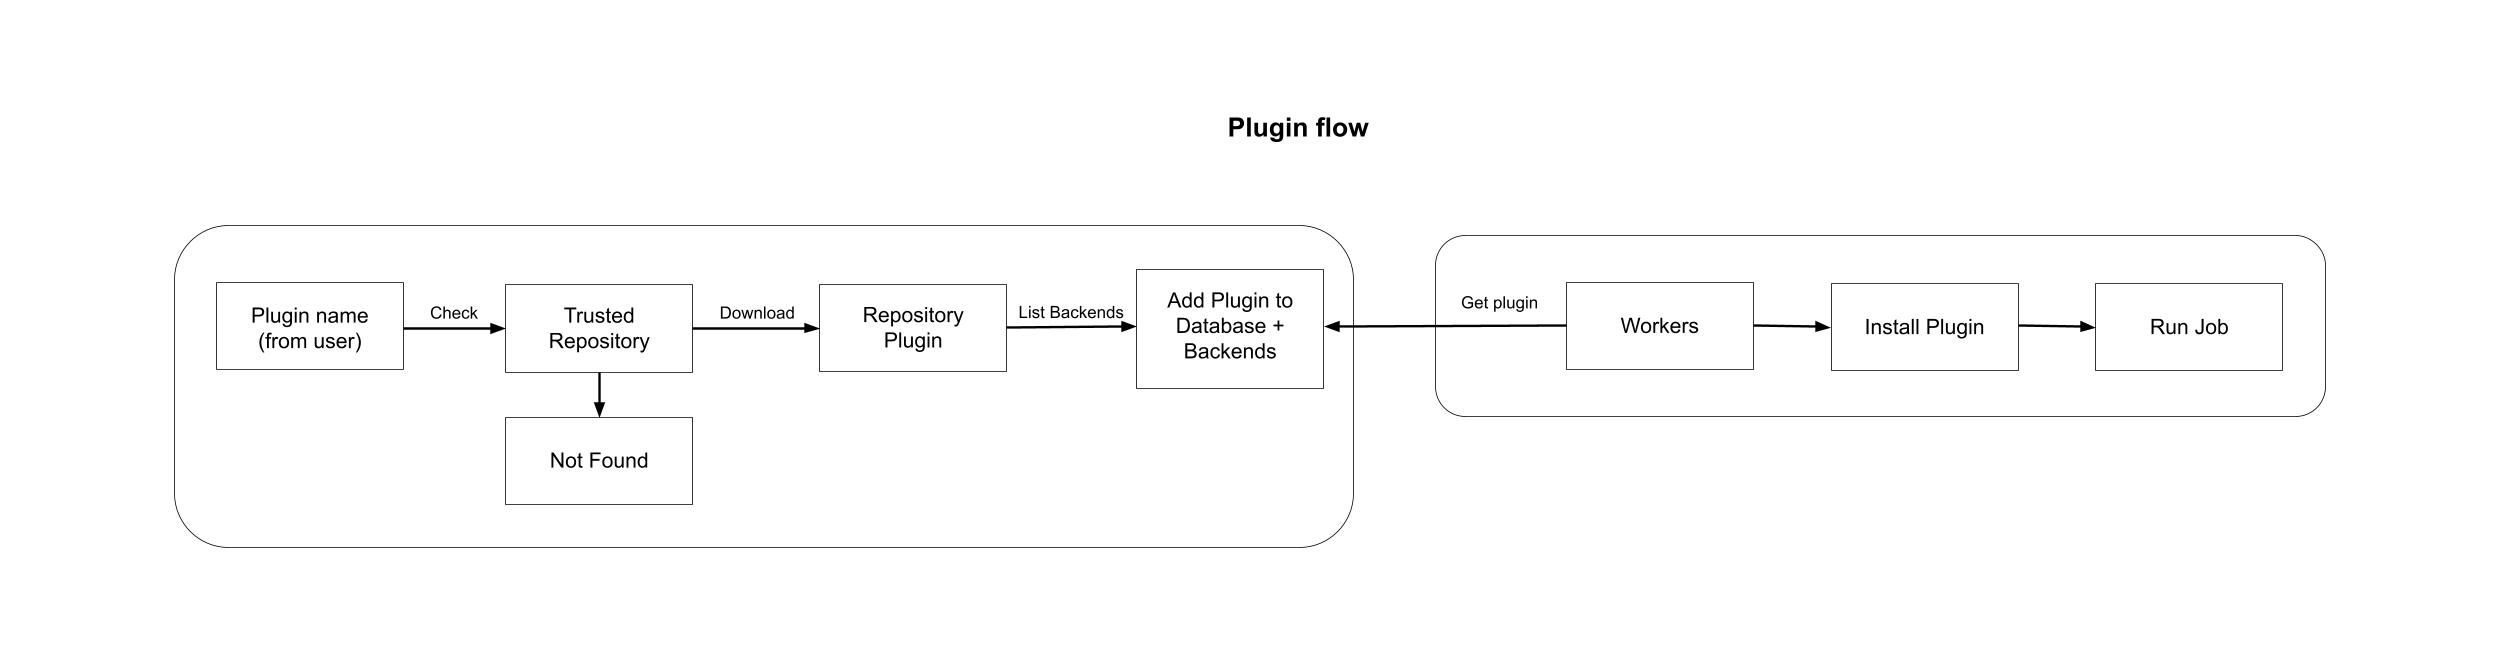 Plugin flow
Plugin name
(from user)
Check
Trusted
Repository
Download
Repository
Plugin
List Backends
Add Plugin to
Database +
Backends
Get plugin
Workers
Install Plugin
Run Job
Not Found